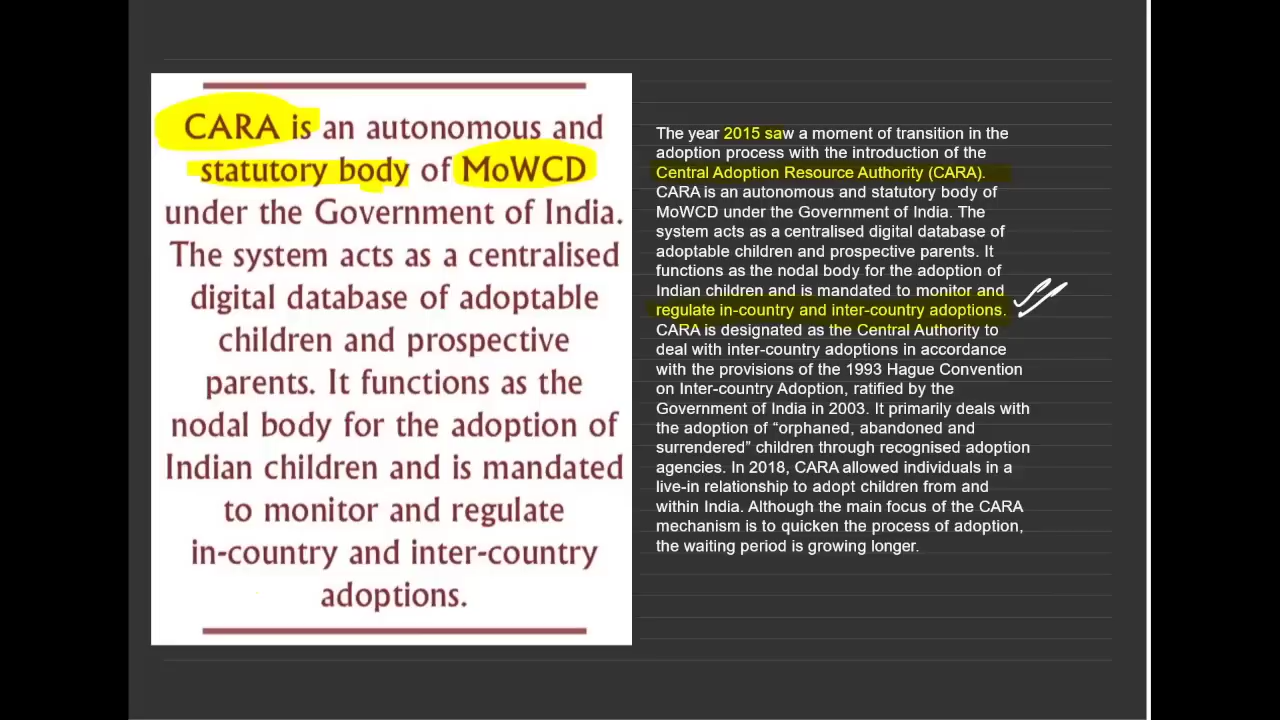 CARA is an autonomous and
statutory body of MoWCD
under the Government of India.
The system acts as a centralised
digital database of adoptable
children and prospective
parents. It functions as the
nodal body for the adoption of
Indian children and is mandated
to monitor and regulate
in-country and inter-country
adoptions.
The year 2015 saw a moment of transition in the
adoption process with the introduction of the
Central Adoption Resource Authority (CARA).
CARA is an autonomous and statutory body of
MoWCD under the Government of India. The
system acts as a centralised digital database of
adoptable children and prospective parents. It
functions as the nodal body for the adoption of
Indian children and is mandated to monitor and
regulate in-country and inter-country adoptions.
CARA is designated as the Central Authority to
deal with inter-country adoptions in accordance
with the provisions of the 1993 Hague Convention
on Inter-country Adoption, ratified by the
Government of India in 2003. It primarily deals with
the adoption of “orphaned, abandoned and
surrendered” children through recognised adoption
agencies. In 2018, CARA allowed individuals in a
live-in relationship to adopt children from and
within India. Although the main focus of the CARA
mechanism is to quicken the process of adoption,
the waiting period is growing longer.